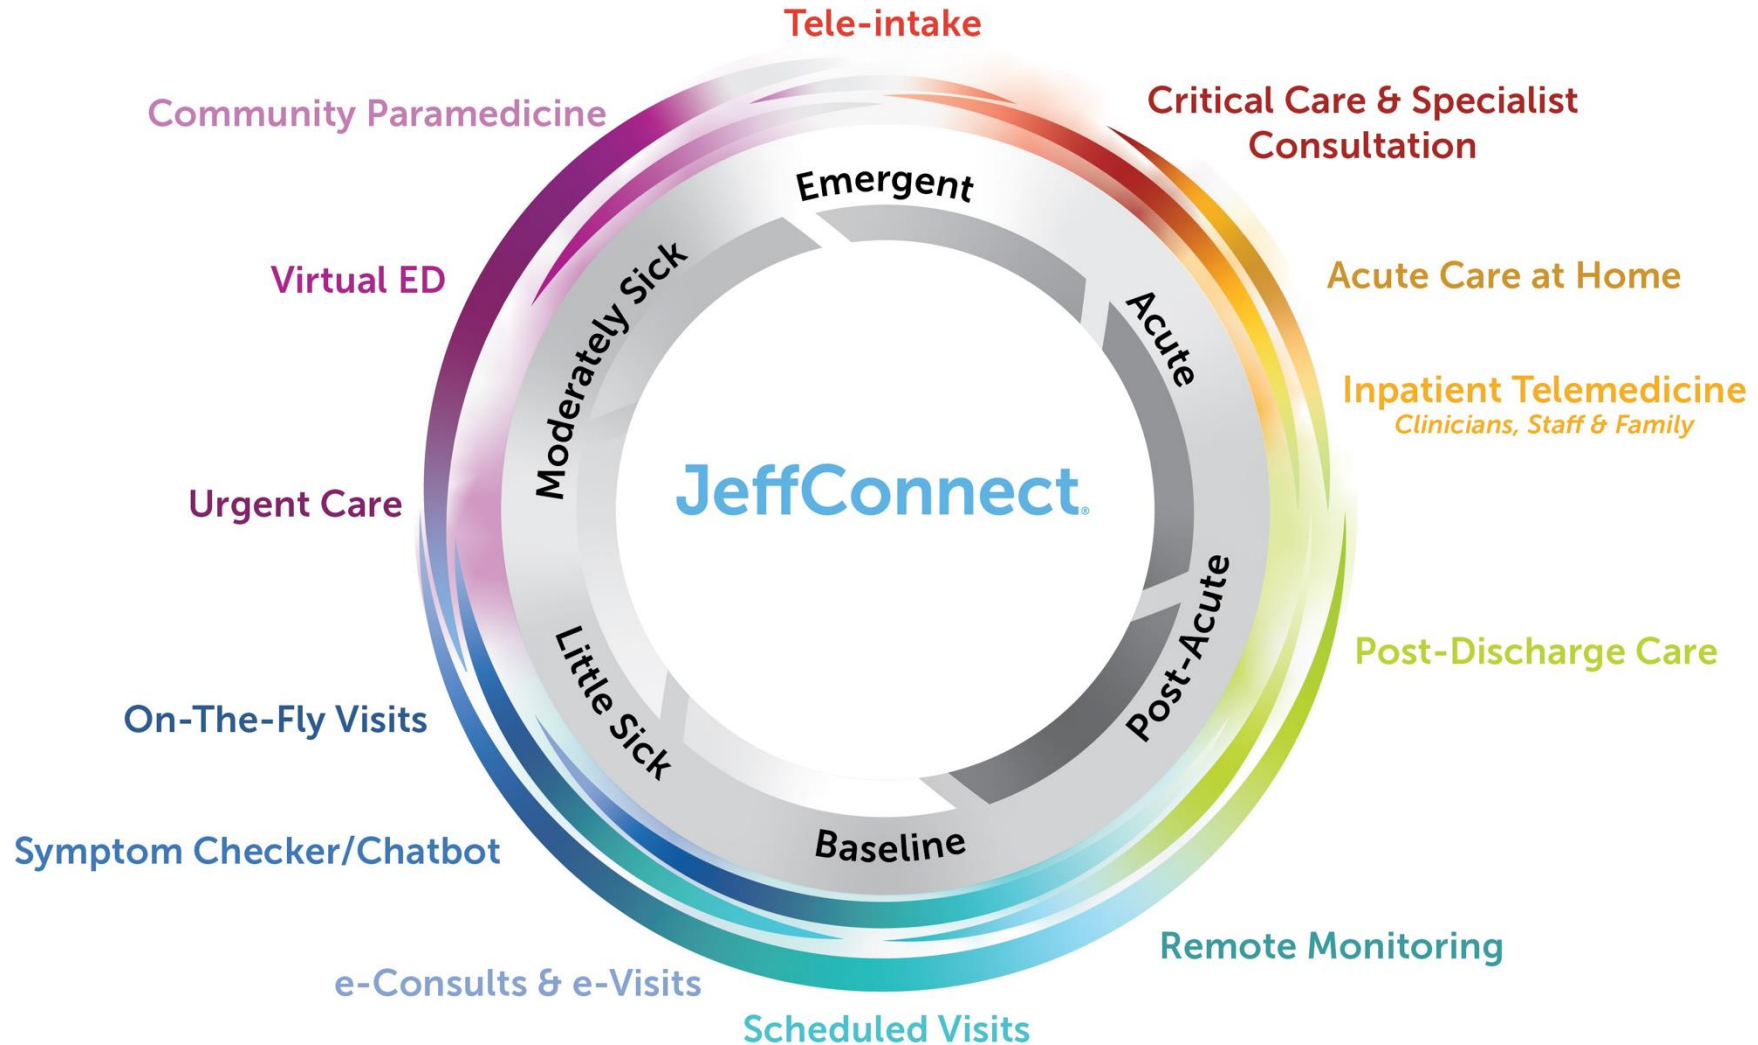 Tele-intake
Critical Care & Specialist
Consultation
Acute Care at Home
Inpatient Telemedicine
Clinicians, Staff & Family
Post-Discharge Care
Remote Monitoring
Scheduled Visits
e-Consults & e-Visits
Symptom Checker/Chatbot
On-The-Fly Visits
Urgent Care
Virtual ED
Community Paramedicine
Emergent
Acute
Post-Acute
Baseline
Little Sick
Moderately Sick
JeffConnect®